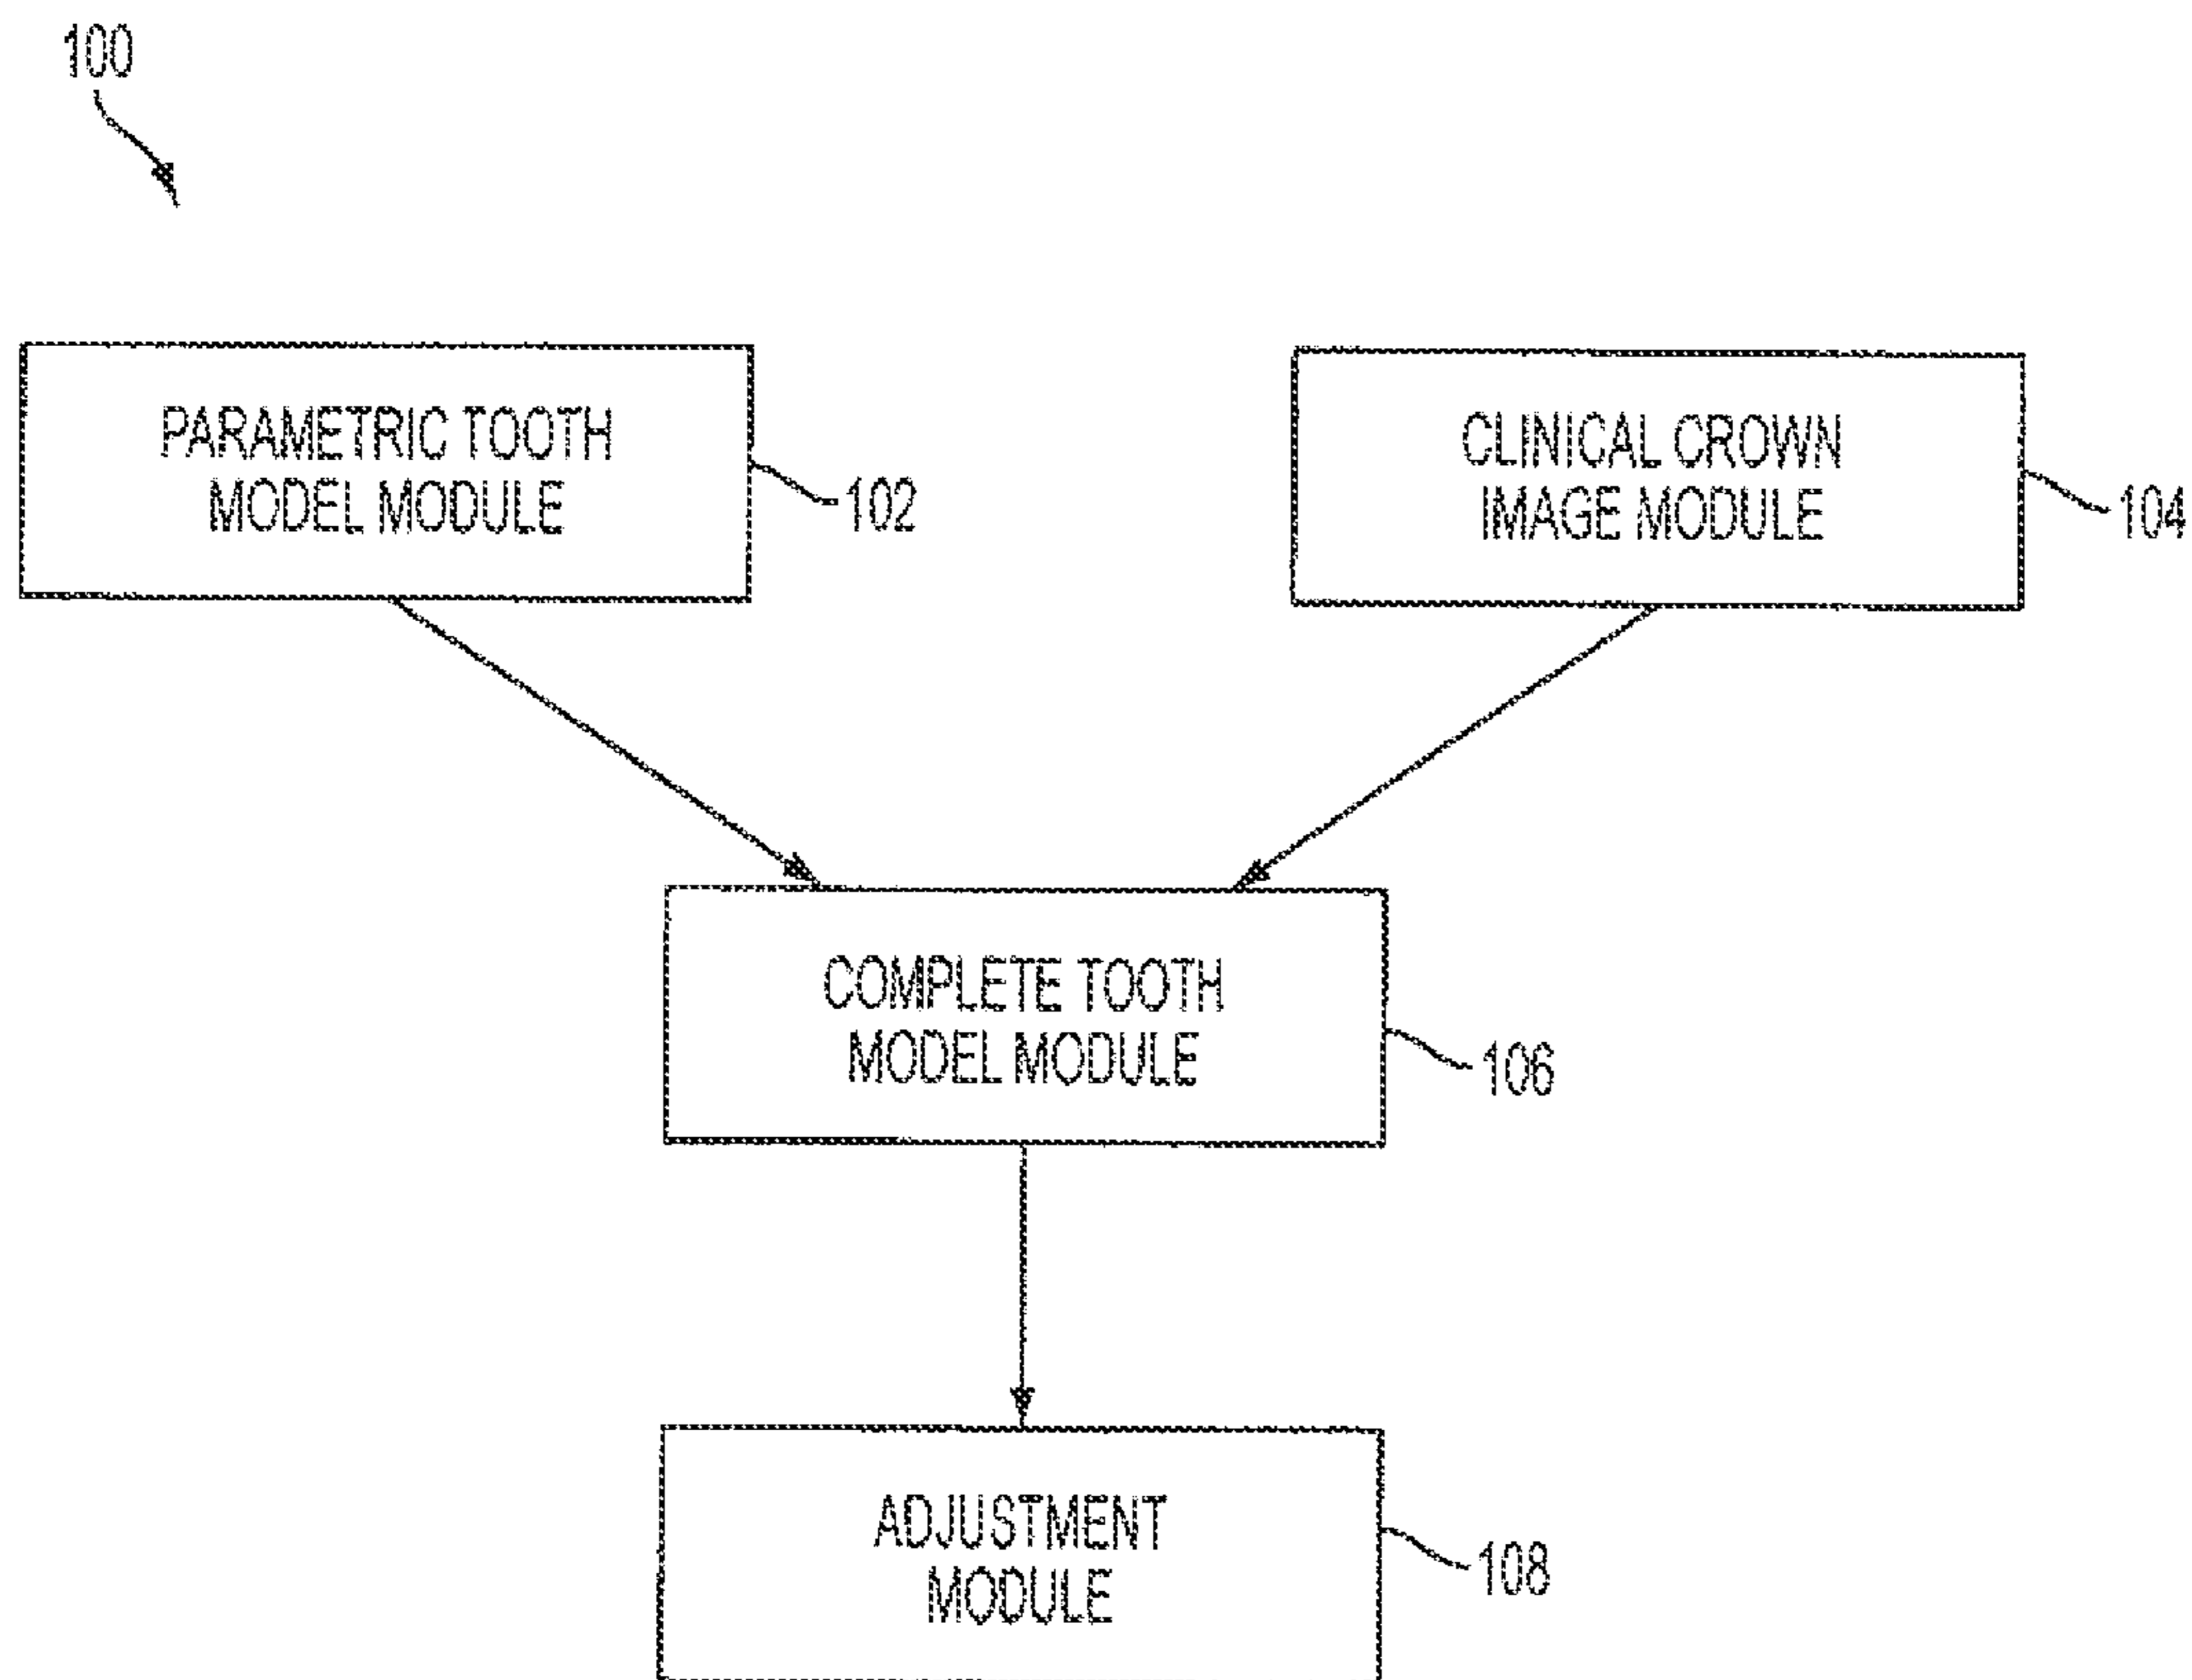 100
PARAMETRIC TOOTH
MODEL MODULE
102
CLINICAL CROWN
IMAGE MODULE
104
COMPLETE TOOTH
MODEL MODULE
106
ADJUSTMENT
MODULE
108